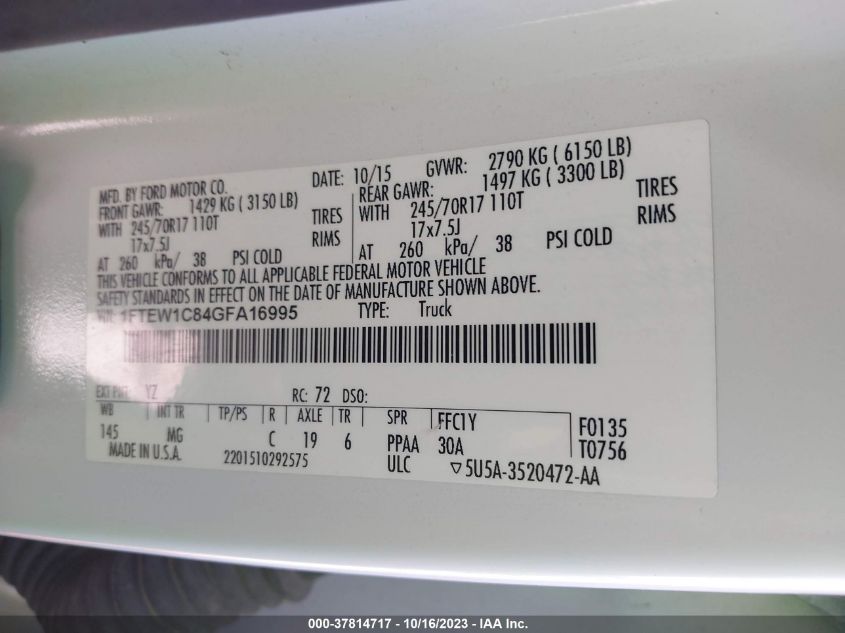 MFD. BY FORD MOTOR CO. DATE: 10/15 GVWR: 2790 KG ( 6150 LB)
FRONT GAWR: 1429 KG ( 3150 LB) REAR GAWR: 1497 KG ( 3300 LB)
WITH 245/70R17 110T TIRES WITH 245/70R17 110T TIRES
17x7.5J RIMS 17x7.5J RIMS
AT 260 kPa/ 38 PSI COLD AT 260 kPa/ 38 PSI COLD
THIS VEHICLE CONFORMS TO ALL APPLICABLE FEDERAL MOTOR VEHICLE
SAFETY STANDARDS IN EFFECT ON THE DATE OF MANUFACTURE SHOWN ABOVE.
VIN: 1FTEW1C84GFA16995 TYPE: Truck
EXT PNT: YZ RC: 72 DSO:
WB INT TR TP/PS R AXLE TR SPR FFC1Y F0135
145 MG C 19 6 PPAA 30A T0756
MADE IN U.S.A. 2201510292575 ULC ▽5U5A-3520472-AA
000-37814717 - 10/16/2023 - IAA Inc.